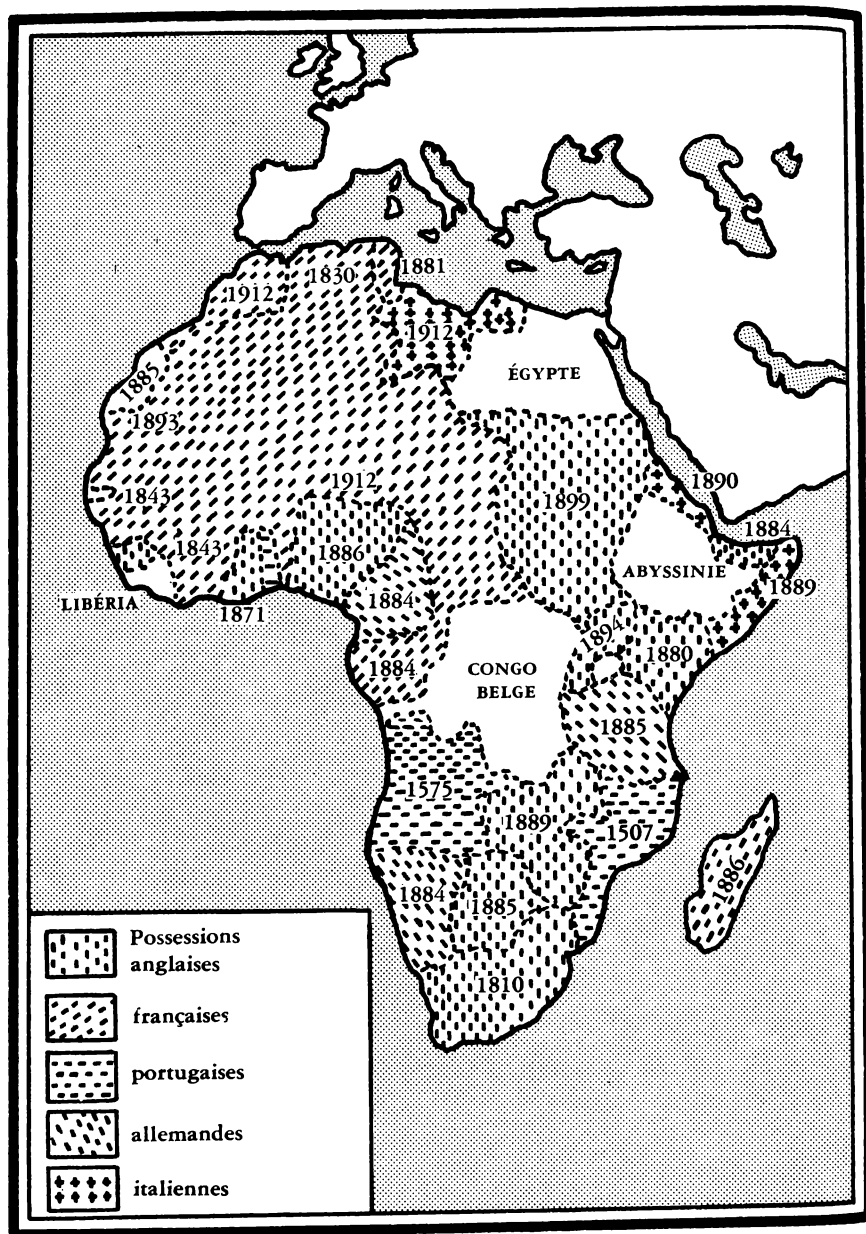 1881
1830
1912
1912
ÉGYPTE
1885
1893
1890
1912
1843
1899
1884
1843
1886
ABYSSINIE
1889
1884
LIBÉRIA
1871
1894
1880
1884
CONGO
BELGE
1885
1575
1889
1507
1886
1884
1885
1810
Possessions
anglaises
françaises
portugaises
allemandes
italiennes